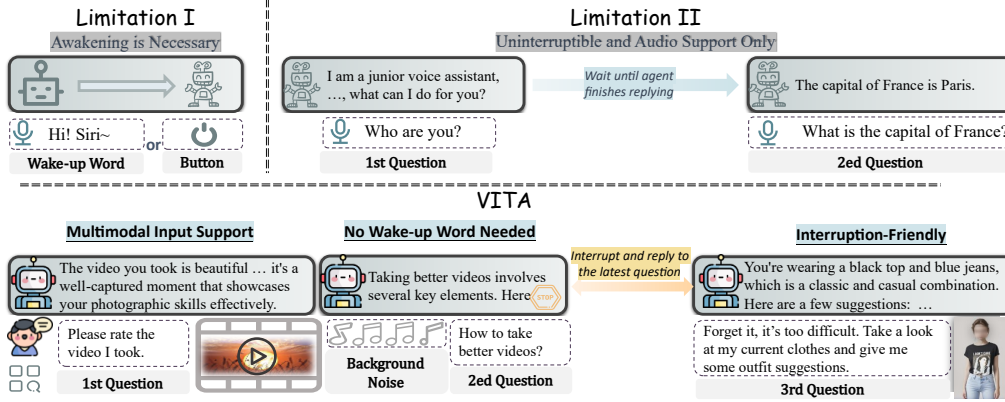 Limitation I
Awakening is Necessary
Hi! Siri~
or
Wake-up Word
Button
Limitation II
Uninterruptible and Audio Support Only
I am a junior voice assistant,
…, what can I do for you?
Wait until agent
finishes replying
The capital of France is Paris.
Who are you?
What is the capital of France?
1st Question
2ed Question
VITA
Multimodal Input Support
No Wake-up Word Needed
Interruption-Friendly
The video you took is beautiful … it's a
well-captured moment that showcases
your photographic skills effectively.
Taking better videos involves
several key elements. Here
STOP
Interrupt and reply to
the latest question
You're wearing a black top and blue jeans,
which is a classic and casual combination.
Here are a few suggestions: …
Please rate the
video I took.
1st Question
Background
Noise
How to take
better videos?
2ed Question
Forget it, it's too difficult. Take a look
at my current clothes and give me
some outfit suggestions.
3rd Question